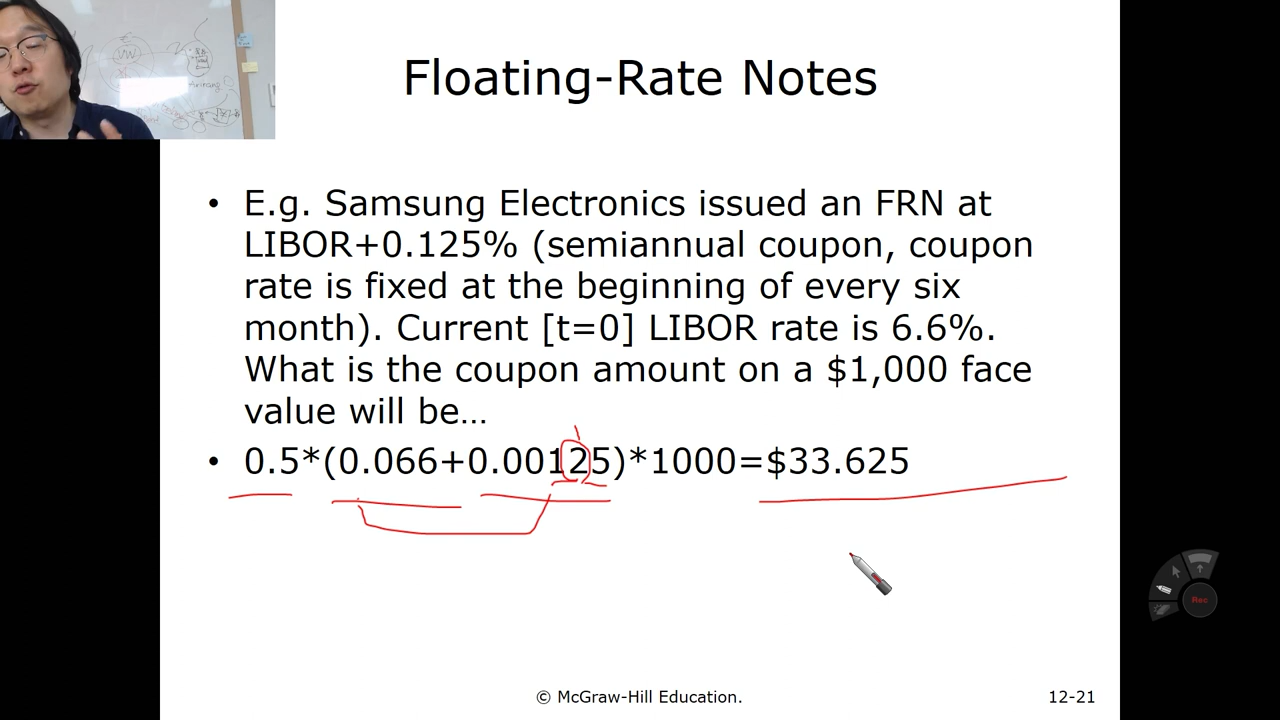 VW
Arirang
Floating-Rate Notes
• E.g. Samsung Electronics issued an FRN at
LIBOR+0.125% (semiannual coupon, coupon
rate is fixed at the beginning of every six
month). Current [t=0] LIBOR rate is 6.6%.
What is the coupon amount on a $1,000 face
value will be…
• 0.5*(0.066+0.00125)*1000=$33.625
Rec
© McGraw-Hill Education.
12-21